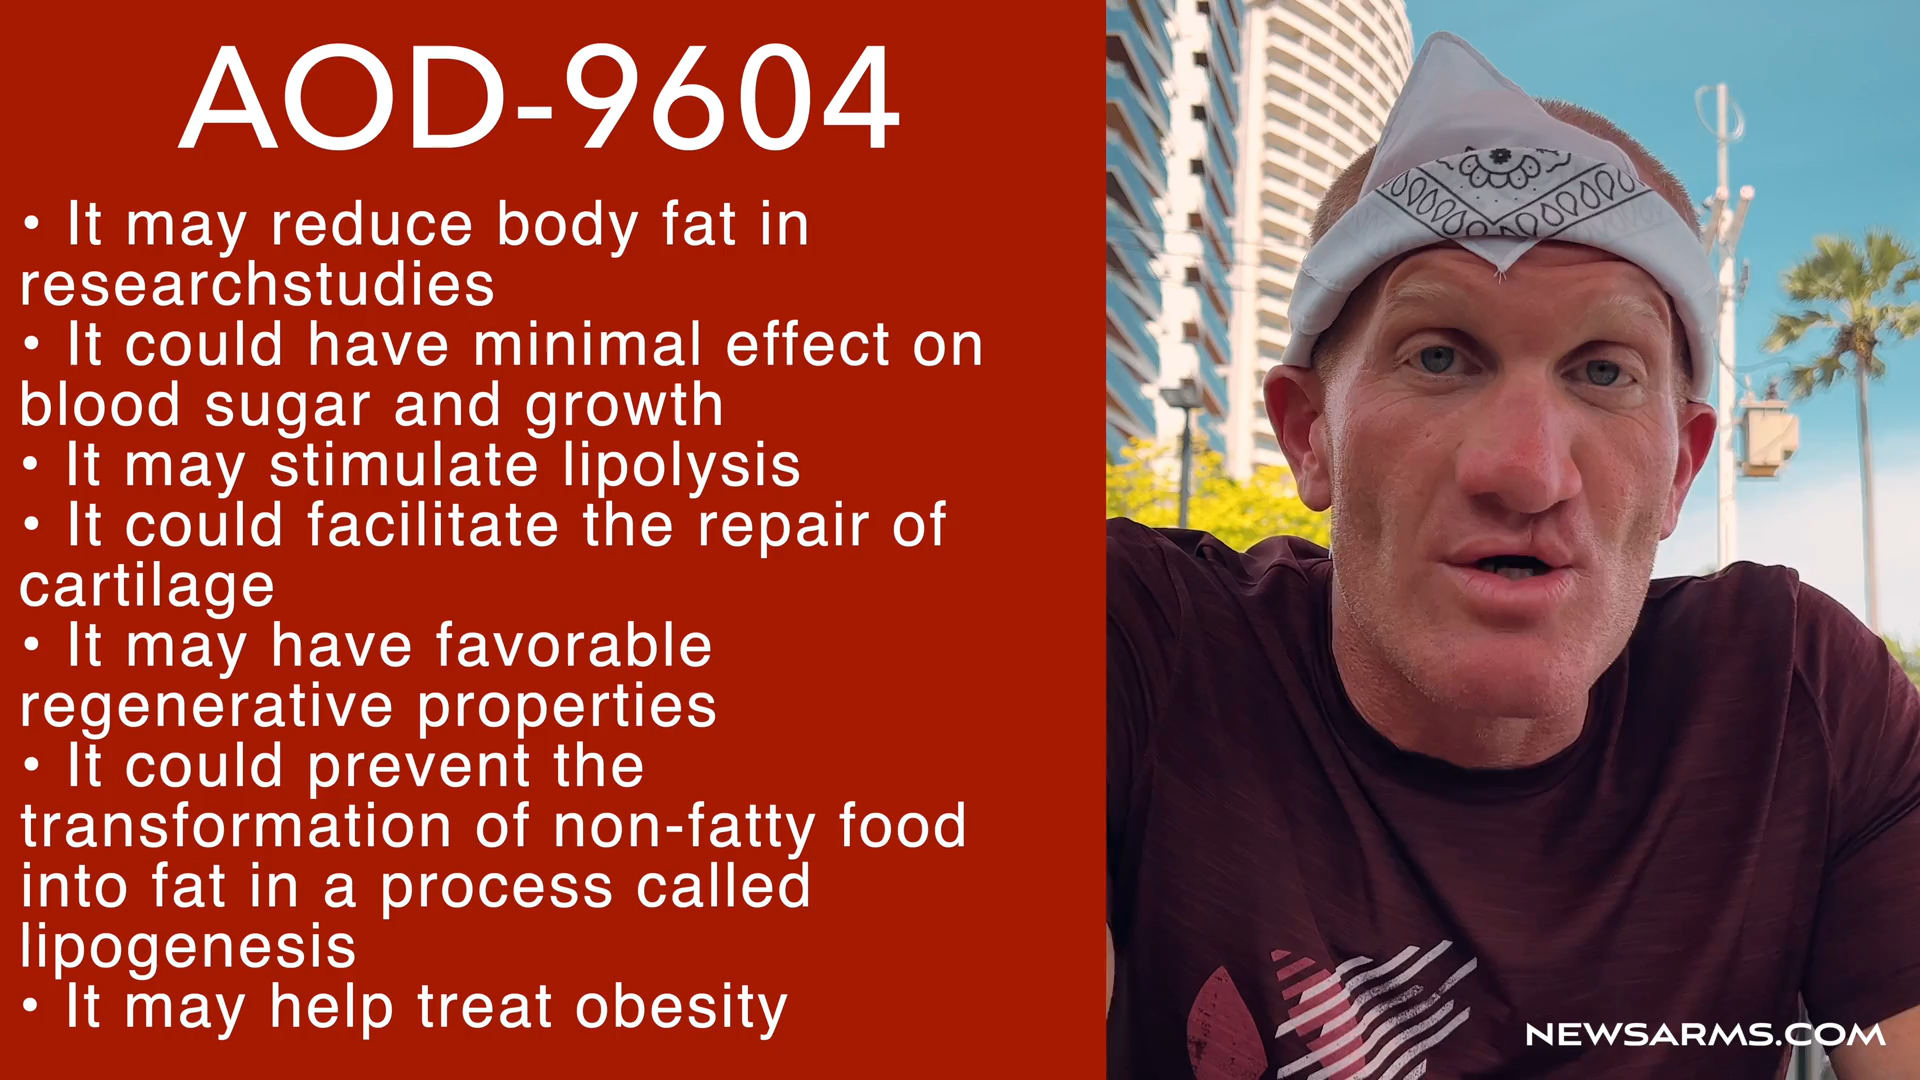 AOD-9604
• It may reduce body fat in
researchstudies
• It could have minimal effect on
blood sugar and growth
• It may stimulate lipolysis
• It could facilitate the repair of
cartilage
• It may have favorable
regenerative properties
• It could prevent the
transformation of non-fatty food
into fat in a process called
lipogenesis
• It may help treat obesity
NEWSARMS.COM